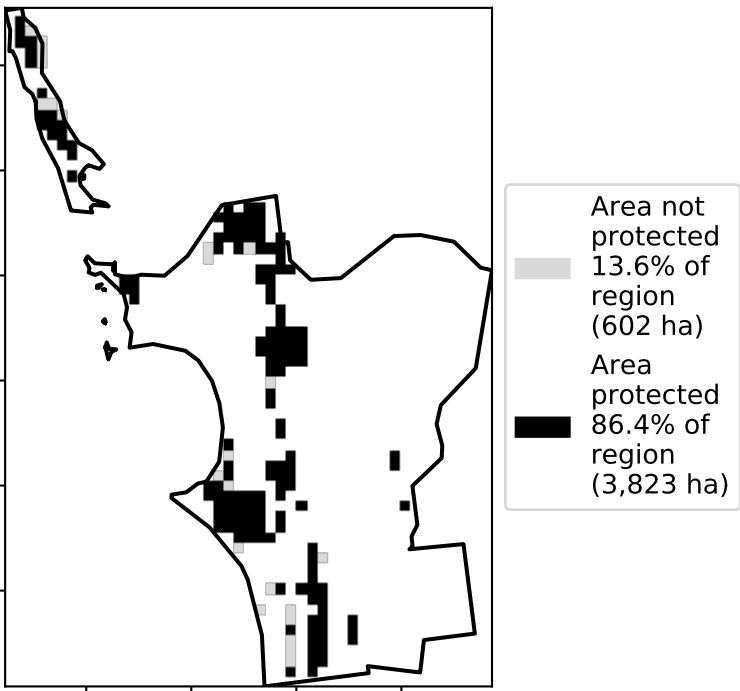 Area not
protected
13.6% of
region
(602 ha)
Area
protected
86.4% of
region
(3,823 ha)